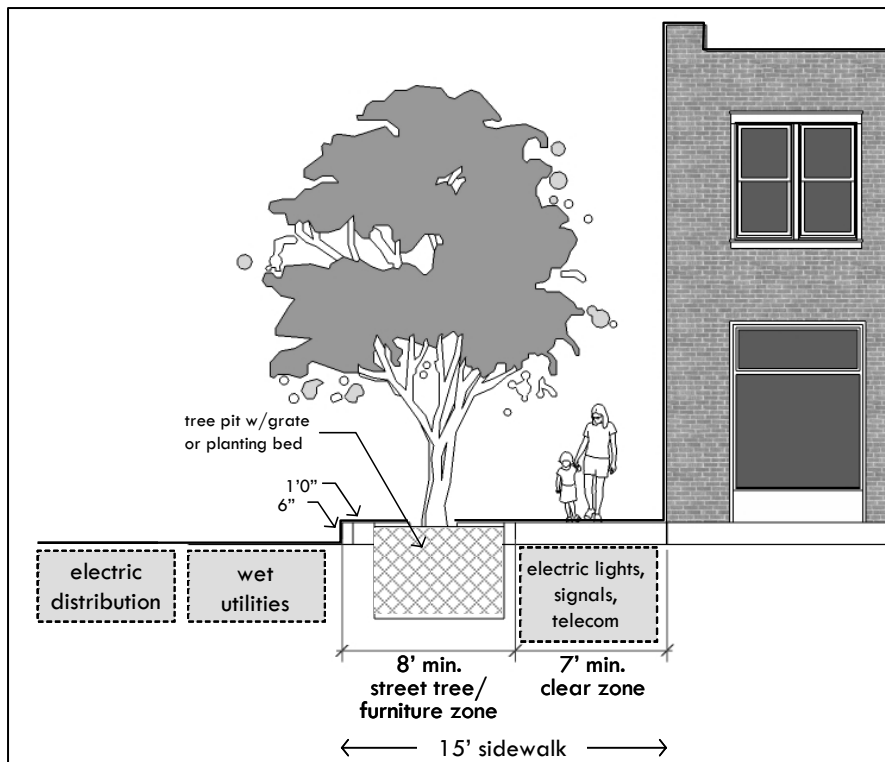 tree pit w/grate
or planting bed
1’0”
6”
electric
distribution
wet
utilities
electric lights,
signals,
telecom
8’ min.
street tree/
furniture zone
7’ min.
clear zone
15’ sidewalk